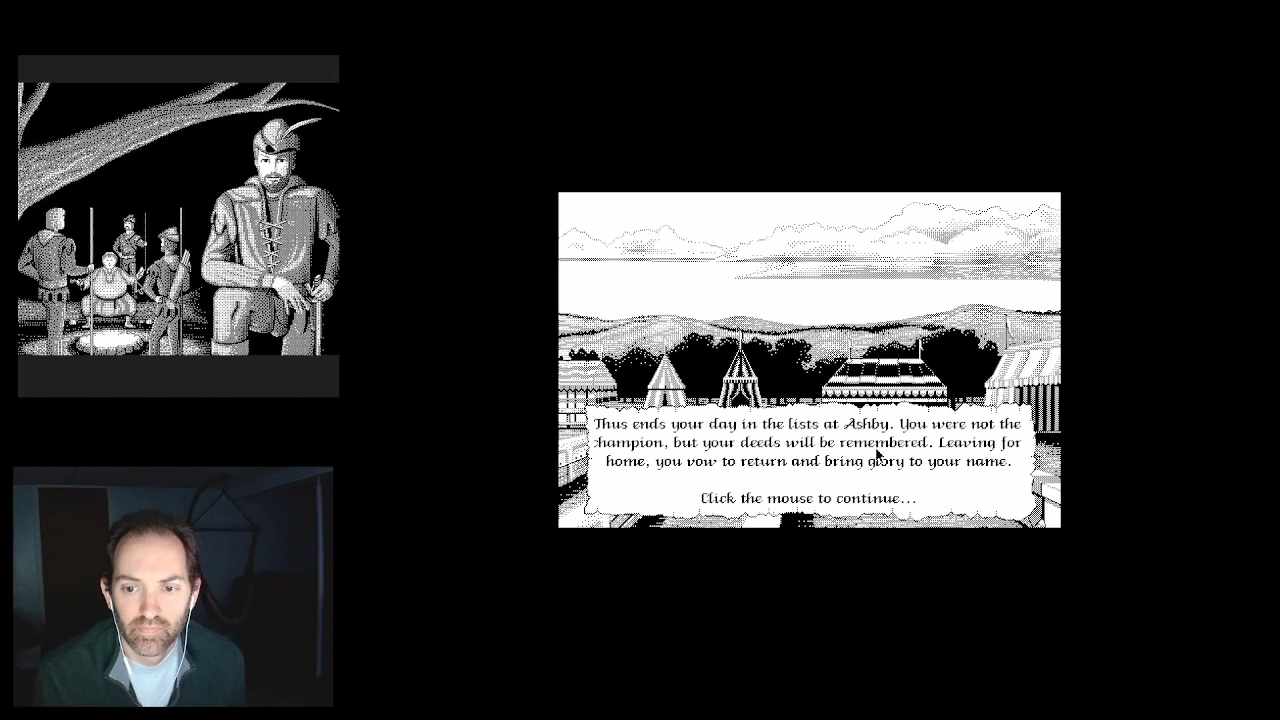 Thus ends your day in the lists at Ashby. You were not the
champion, but your deeds will be remembered. Leaving for
home, you vow to return and bring glory to your name.
Click the mouse to continue...